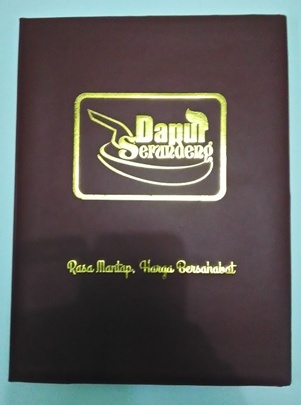 Dapur
Serundeng
Rasa Mantap, Harga Bersahabat